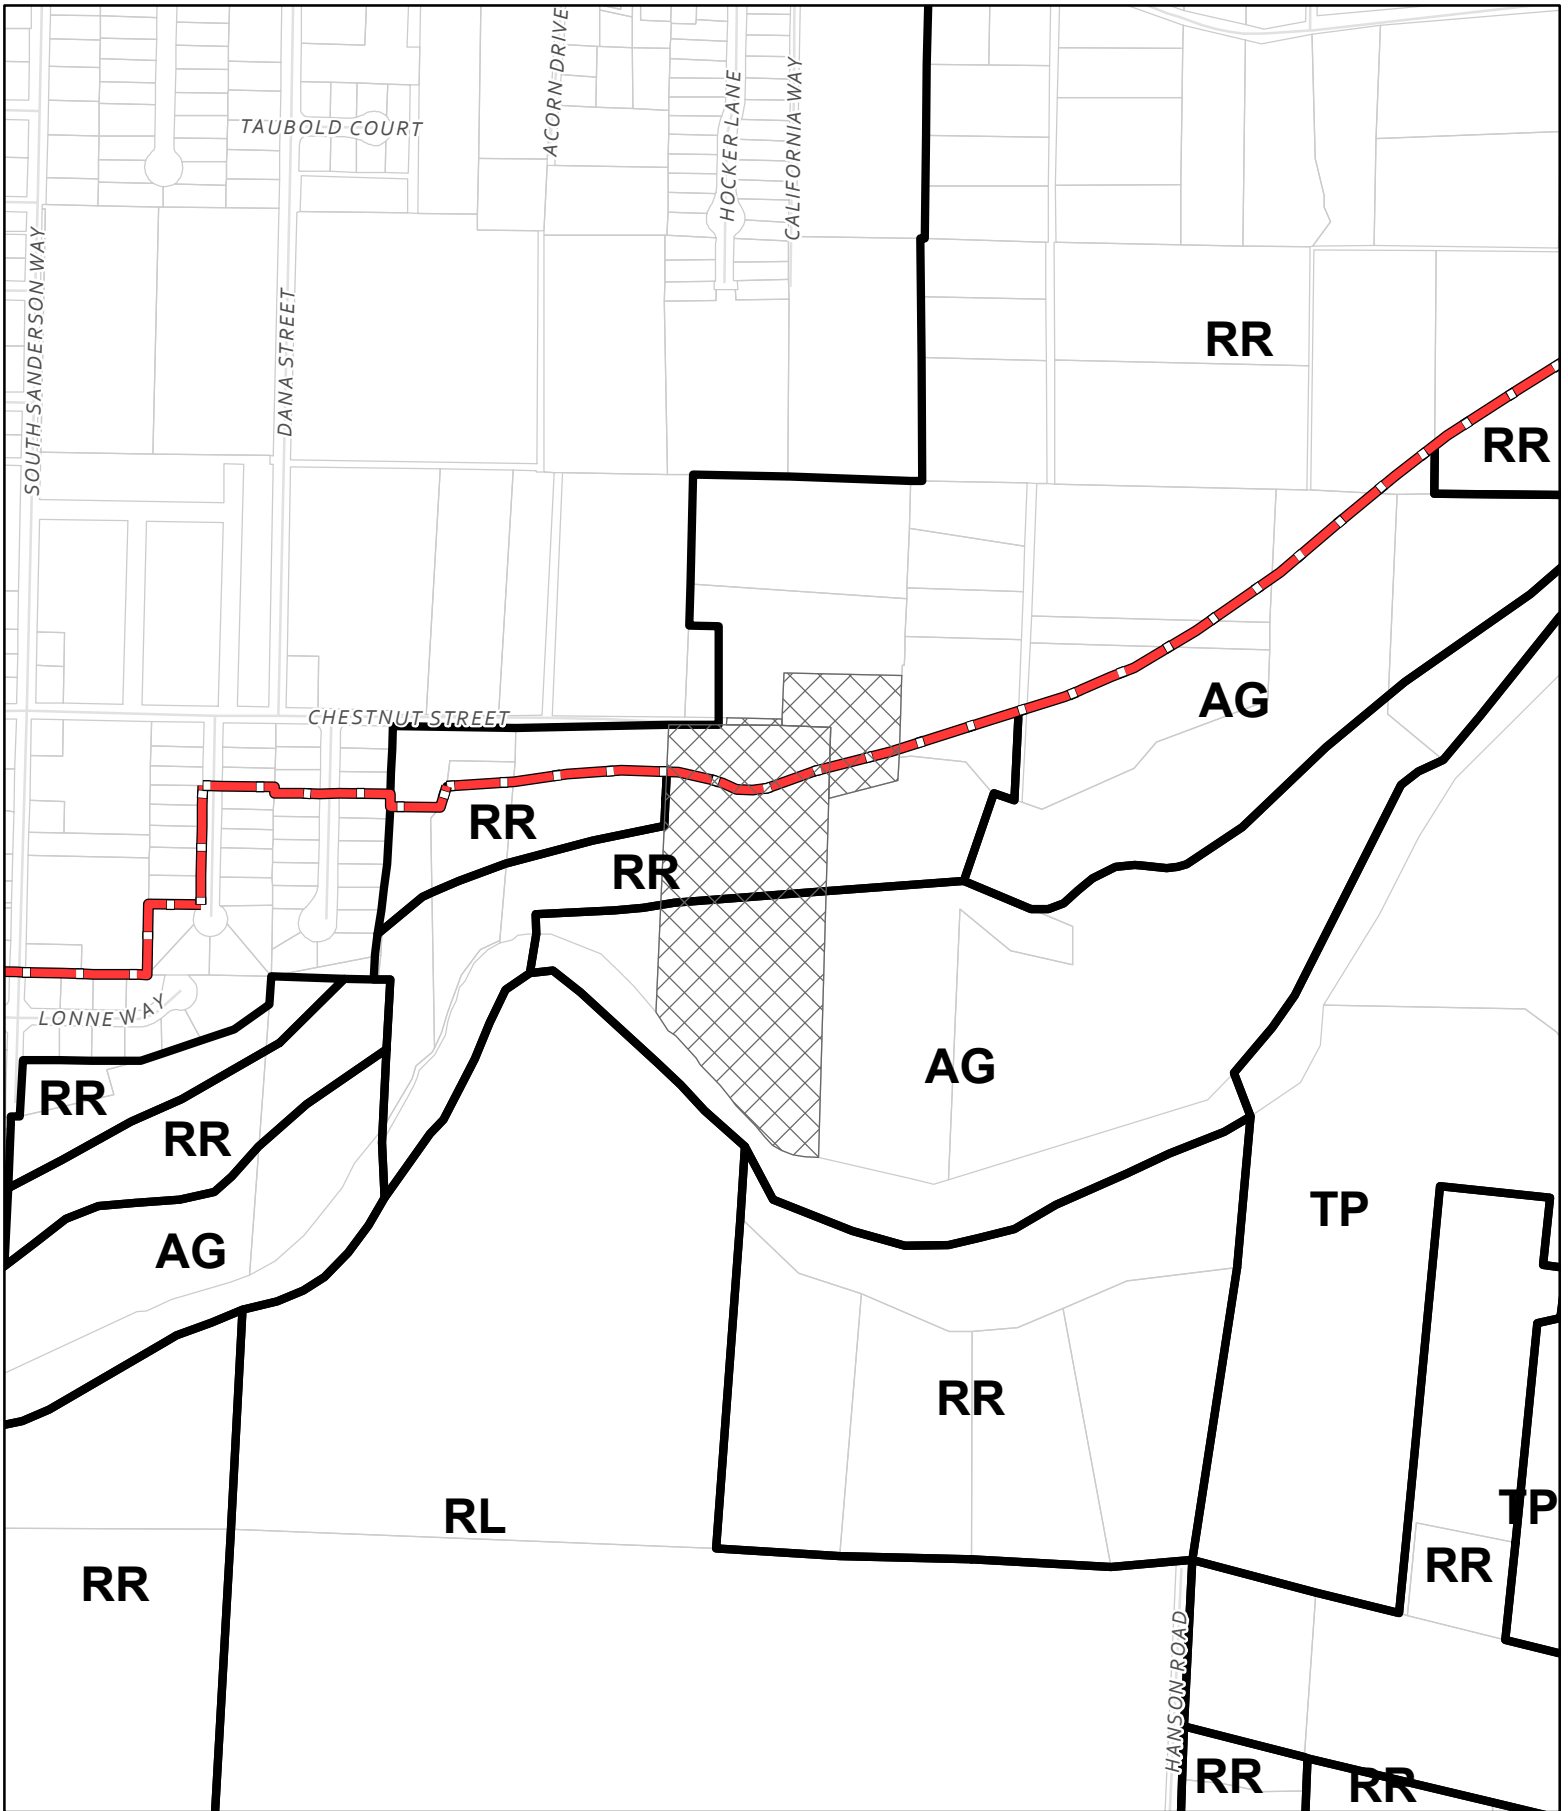 ACORN DRIVE
HOCKER LANE
CALIFORNIA WAY
TAUBOLD COURT
SOUTH SANDERSON WAY
DANA STREET
RR
RR
AG
CHESTNUT STREET
RR
RR
LONNE WAY
AG
RR
RR
TP
AG
RR
RL
TP
RR
RR
HANSON ROAD
RR
RR